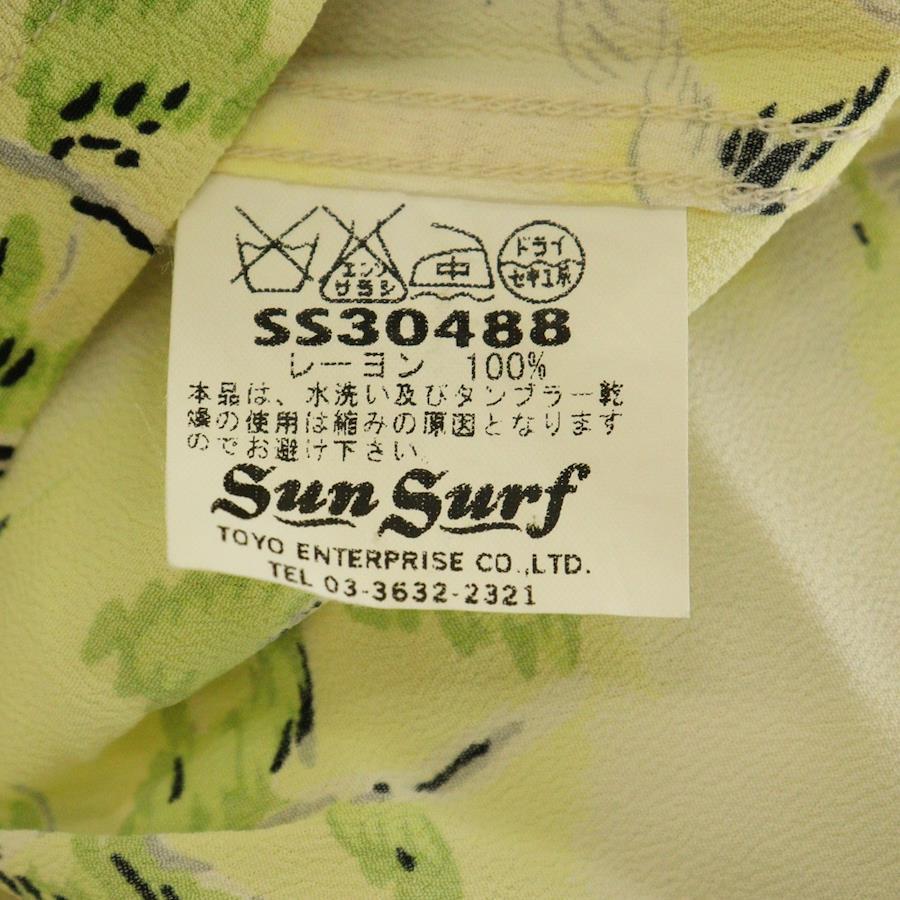 エンソ
サラシ
中
ドライ
セキユ系
SS30488
レーヨン 100%
本品は、水洗い及びタンブラー乾
燥の使用は縮みの原因となります
のでお避け下さい。
Sun Surf
TOYO ENTERPRISE CO.,LTD.
TEL 03-3632-2321